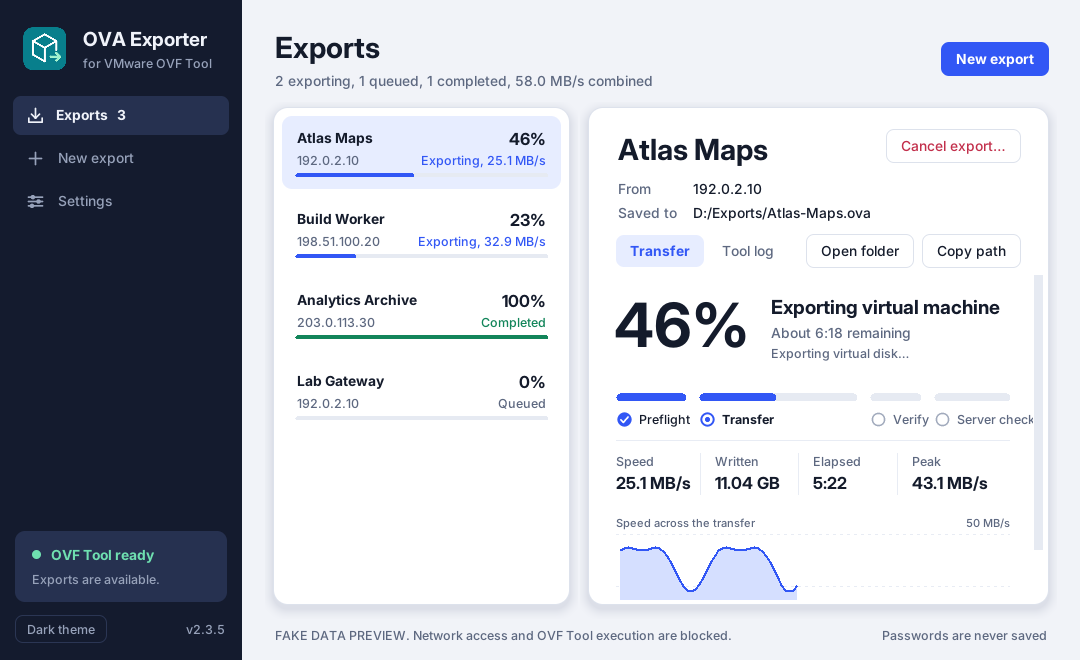 OVA Exporter
for VMware OVF Tool
Exports 3
New export
Settings
OVF Tool ready
Exports are available.
Dark theme
v2.3.5
Exports
2 exporting, 1 queued, 1 completed, 58.0 MB/s combined
New export
Atlas Maps 46%
192.0.2.10 Exporting, 25.1 MB/s
Build Worker 23%
198.51.100.20 Exporting, 32.9 MB/s
Analytics Archive 100%
203.0.113.30 Completed
Lab Gateway 0%
192.0.2.10 Queued
Atlas Maps
Cancel export...
From 192.0.2.10
Saved to D:/Exports/Atlas-Maps.ova
Transfer Tool log Open folder Copy path
46%
Exporting virtual machine
About 6:18 remaining
Exporting virtual disk...
Preflight Transfer Verify Server check
Speed Written Elapsed Peak
25.1 MB/s 11.04 GB 5:22 43.1 MB/s
Speed across the transfer 50 MB/s
FAKE DATA PREVIEW. Network access and OVF Tool execution are blocked.
Passwords are never saved